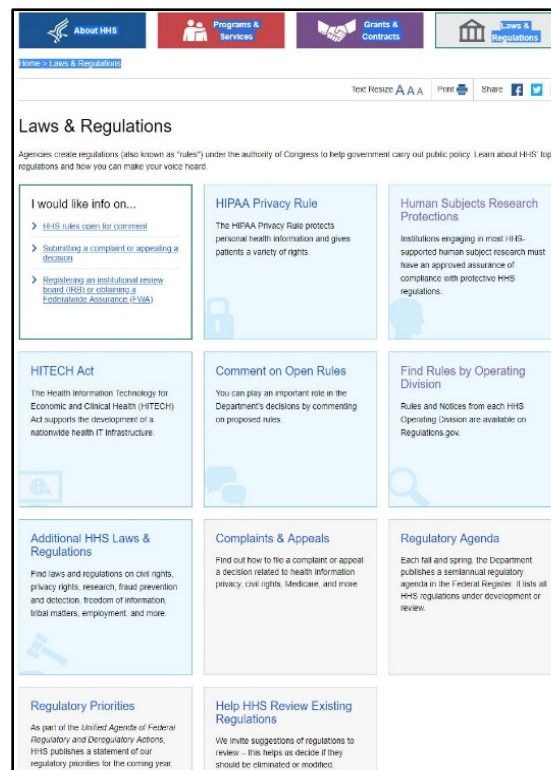 About HHS
Programs &
Services
Grants &
Contracts
Laws &
Regulations
Home > Laws & Regulations
Text Resize A A A Print Share
Laws & Regulations
Agencies create regulations (also known as "rules") under the authority of Congress to help government carry out public policy. Learn about HHS' top
regulations and how you can make your voice heard.
I would like info on...
HHS rules open for comment
Submitting a complaint or appealing a
decision
Registering an institutional review
board (IRB) or obtaining a
Federalwide Assurance (FWA)
HIPAA Privacy Rule
The HIPAA Privacy Rule protects
personal health information and gives
patients a variety of rights.
Human Subjects Research
Protections
Institutions engaging in most HHS-
supported human subject research must
have an approved assurance of
compliance with protective HHS
regulations.
HITECH Act
The Health Information Technology for
Economic and Clinical Health (HITECH)
Act supports the development of a
nationwide health IT infrastructure.
Comment on Open Rules
You can play an important role in the
Department's decisions by commenting
on proposed rules.
Find Rules by Operating
Division
Rules and Notices from each HHS
Operating Division are available on
Regulations.gov.
Additional HHS Laws &
Regulations
Find laws and regulations on civil rights,
privacy rights, research, fraud prevention
and detection, freedom of information,
tribal matters, employment, and more.
Complaints & Appeals
Find out how to file a complaint or appeal
a decision related to health information
privacy, civil rights, Medicare, and more.
Regulatory Agenda
Each fall and spring, the Department
publishes a semiannual regulatory
agenda in the Federal Register. It lists all
HHS regulations under development or
review.
Regulatory Priorities
As part of the Unified Agenda of Federal
Regulatory and Deregulatory Actions,
HHS publishes a statement of our
regulatory priorities for the coming year.
Help HHS Review Existing
Regulations
We invite suggestions of regulations to
review – this helps us decide if they
should be eliminated or modified.